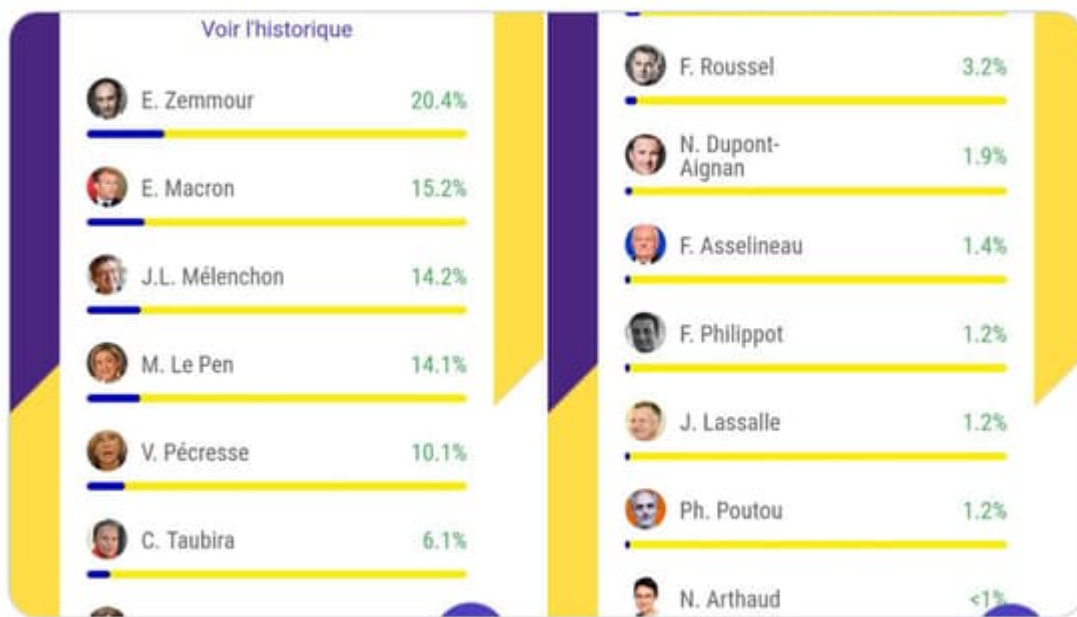 Voir l'historique
E. Zemmour 20.4%
E. Macron 15.2%
J.L. Mélenchon 14.2%
M. Le Pen 14.1%
V. Pécresse 10.1%
C. Taubira 6.1%
F. Roussel 3.2%
N. Dupont-
Aignan 1.9%
F. Asselineau 1.4%
F. Philippot 1.2%
J. Lassalle 1.2%
Ph. Poutou 1.2%
N. Arthaud <1%